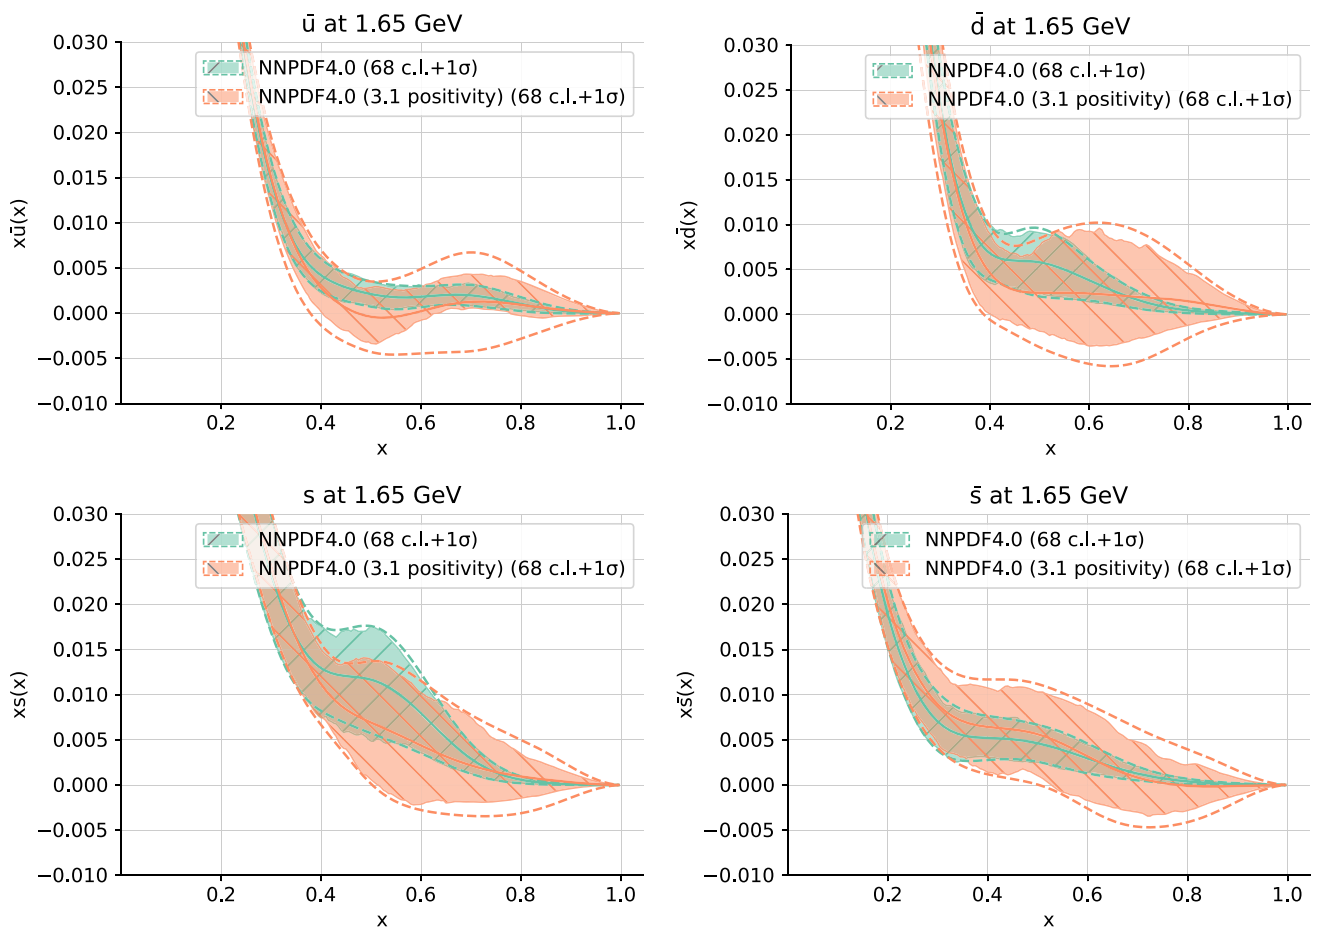 ū at 1.65 GeV
0.030
0.025
0.020
0.015
0.010
0.005
0.000
−0.005
−0.010
xū(x)
NNPDF4.0 (68 c.l.+1σ)
NNPDF4.0 (3.1 positivity) (68 c.l.+1σ)
0.2 0.4 0.6 0.8 1.0
x
d̄ at 1.65 GeV
0.030
0.025
0.020
0.015
0.010
0.005
0.000
−0.005
−0.010
xd̄(x)
NNPDF4.0 (68 c.l.+1σ)
NNPDF4.0 (3.1 positivity) (68 c.l.+1σ)
0.2 0.4 0.6 0.8 1.0
x
s at 1.65 GeV
0.030
0.025
0.020
0.015
0.010
0.005
0.000
−0.005
−0.010
xs(x)
NNPDF4.0 (68 c.l.+1σ)
NNPDF4.0 (3.1 positivity) (68 c.l.+1σ)
0.2 0.4 0.6 0.8 1.0
x
s̄ at 1.65 GeV
0.030
0.025
0.020
0.015
0.010
0.005
0.000
−0.005
−0.010
xs̄(x)
NNPDF4.0 (68 c.l.+1σ)
NNPDF4.0 (3.1 positivity) (68 c.l.+1σ)
0.2 0.4 0.6 0.8 1.0
x